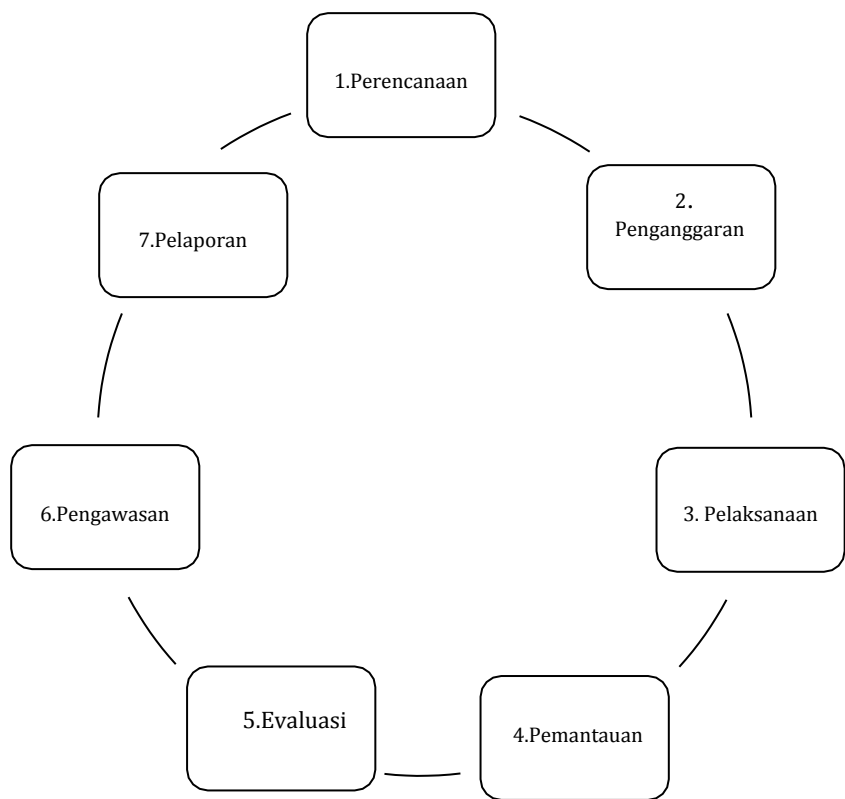 1.Perencanaan
2.
Penganggaran
3. Pelaksanaan
4.Pemantauan
5.Evaluasi
6.Pengawasan
7.Pelaporan